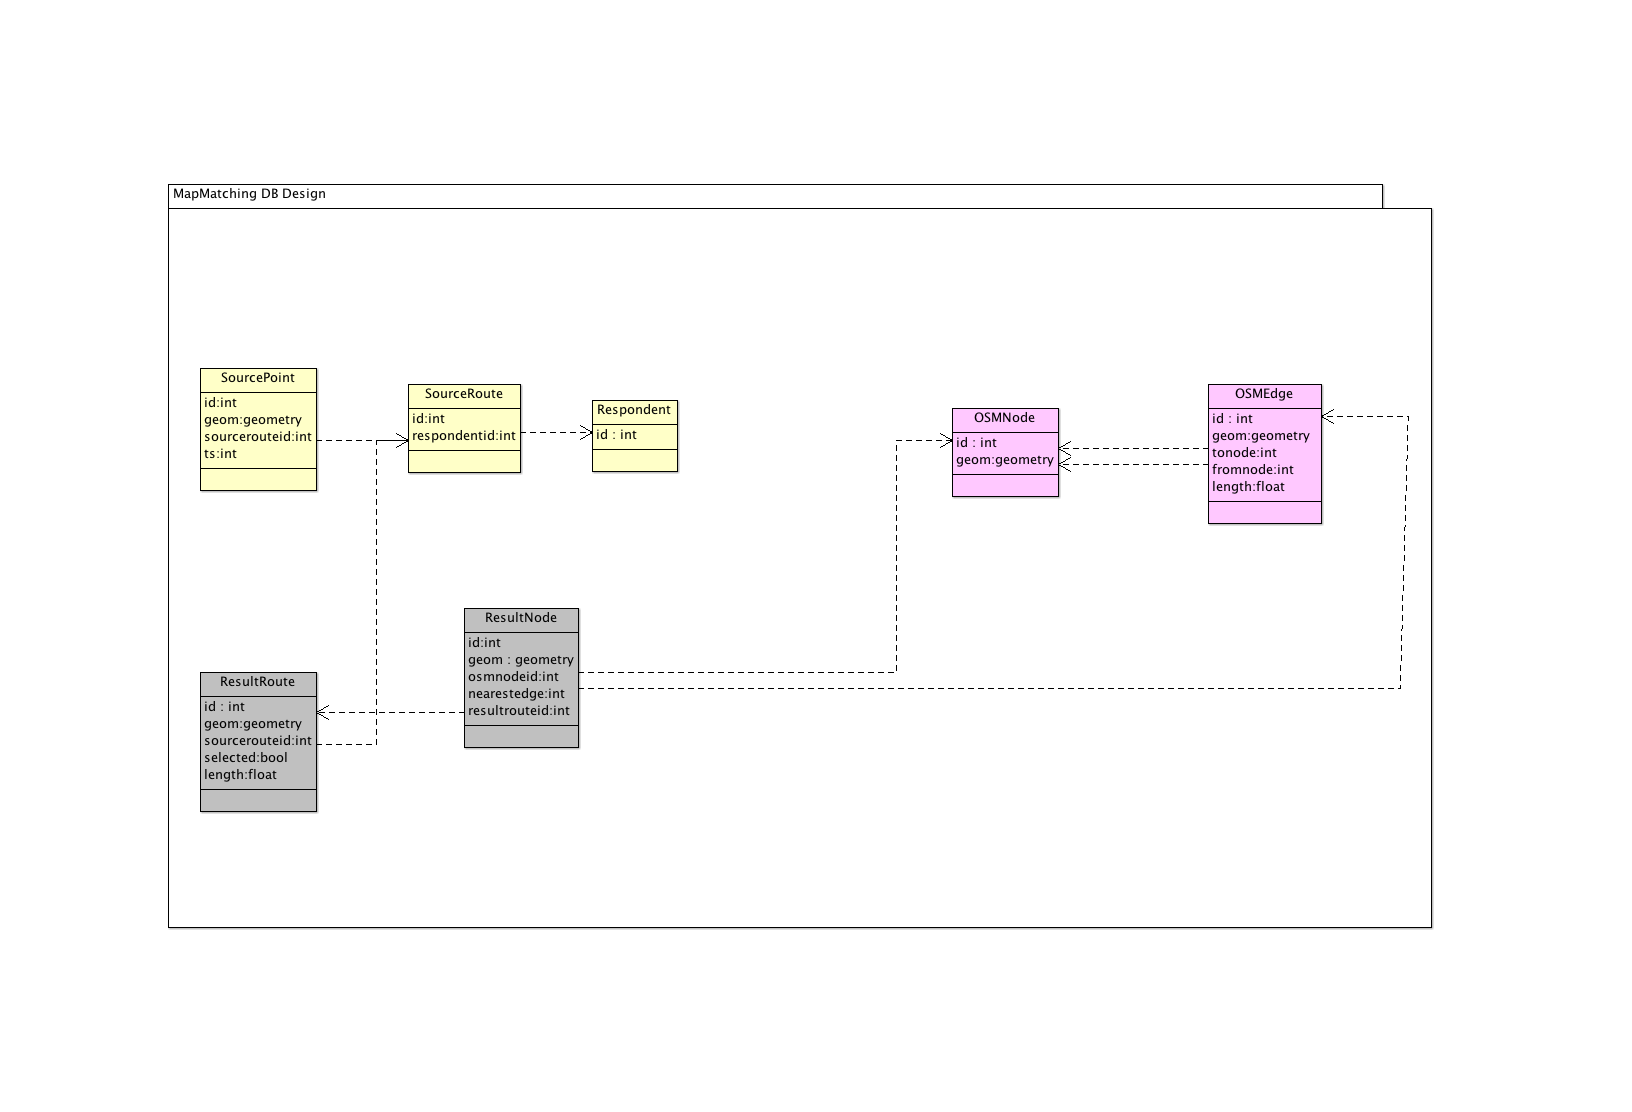 MapMatching DB Design
SourcePoint
id:int
geom:geometry
sourcerouteid:int
ts:int
SourceRoute
id:int
respondentid:int
Respondent
id : int
OSMNode
id : int
geom:geometry
OSMEdge
id : int
geom:geometry
tonode:int
fromnode:int
length:float
ResultNode
id:int
geom : geometry
osmnodeid:int
nearestedge:int
resultrouteid:int
ResultRoute
id : int
geom:geometry
sourcerouteid:int
selected:bool
length:float